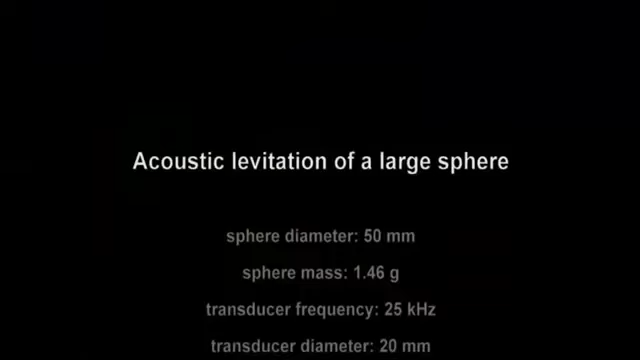 Acoustic levitation of a large sphere
sphere diameter: 50 mm
sphere mass: 1.46 g
transducer frequency: 25 kHz
transducer diameter: 20 mm